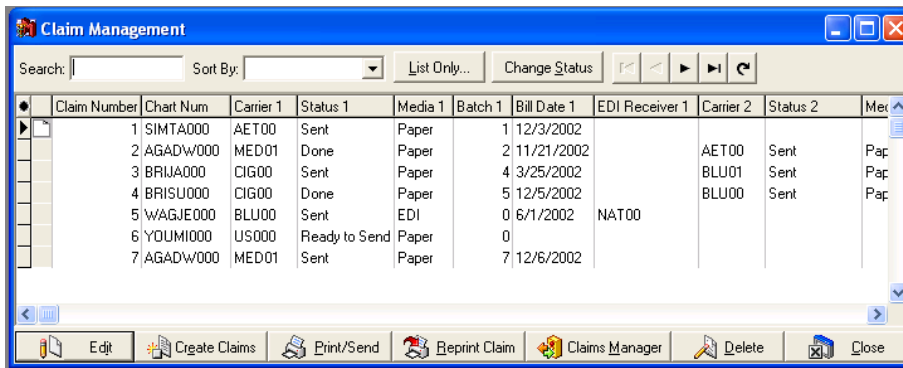 Claim Management
Search: Sort By: List Only... Change Status
Claim Number Chart Num Carrier 1 Status 1 Media 1 Batch 1 Bill Date 1 EDI Receiver 1 Carrier 2 Status 2 Med
1 SIMTA000 AET00 Sent Paper 1 12/3/2002
2 AGADW000 MED01 Done Paper 2 11/21/2002 AET00 Sent Pap
3 BRIJA000 CIG00 Sent Paper 4 3/25/2002 BLU01 Sent Pap
4 BRISU000 CIG00 Done Paper 5 12/5/2002 BLU00 Sent Pap
5 WAGJE000 BLU00 Sent EDI 0 6/1/2002 NAT00
6 YOUMI000 US000 Ready to Send Paper 0
7 AGADW000 MED01 Sent Paper 7 12/6/2002
Edit Create Claims Print/Send Reprint Claim Claims Manager Delete Close